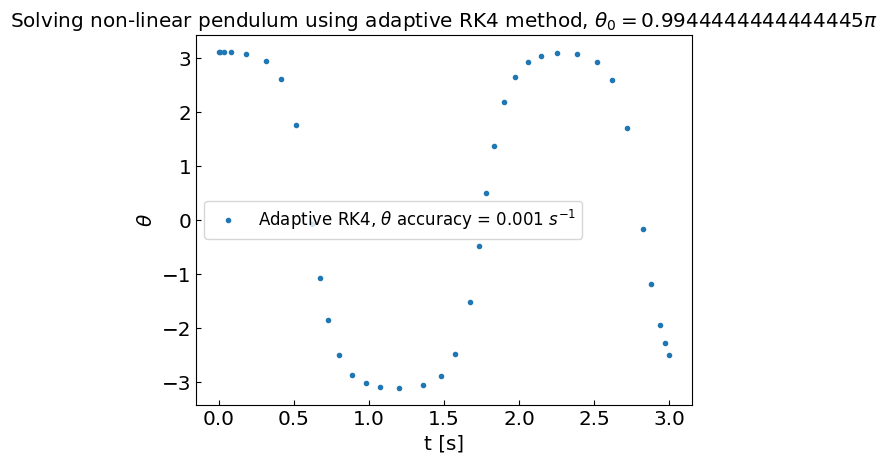 Solving non-linear pendulum using adaptive RK4 method, θ₀ = 0.9944444444444445π
3
2
1
0
−1
−2
−3
θ
Adaptive RK4, θ accuracy = 0.001 s⁻¹
0.0 0.5 1.0 1.5 2.0 2.5 3.0
t [s]